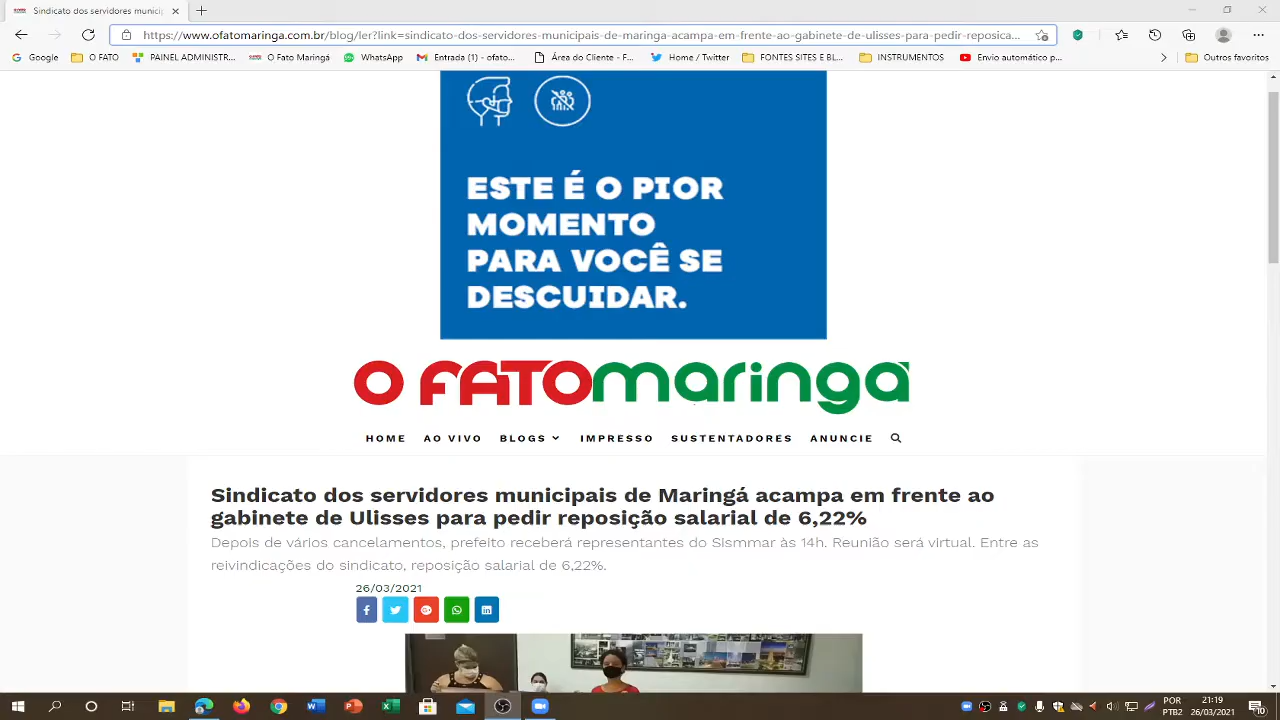 Sindicato dos servidores munici
https://www.ofatomaringa.com.br/blog/ler?link=sindicato-dos-servidores-municipais-de-maringa-acampa-em-frente-ao-gabinete-de-ulisses-para-pedir-reposica...
Google
O FATO
PAINEL ADMINISTR...
O Fato Maringá
WhatsApp
Entrada (1) - ofato...
Área do Cliente - F...
Home / Twitter
FONTES SITES E BL...
INSTRUMENTOS
Envio automático p...
Outros favoritos
ESTE É O PIOR
MOMENTO
PARA VOCÊ SE
DESCUIDAR.
O FATOmaringá
HOME AO VIVO BLOGS IMPRESSO SUSTENTADORES ANUNCIE
Sindicato dos servidores municipais de Maringá acampa em frente ao
gabinete de Ulisses para pedir reposição salarial de 6,22%
Depois de vários cancelamentos, prefeito receberá representantes do Sismmar às 14h. Reunião será virtual. Entre as
reivindicações do sindicato, reposição salarial de 6,22%.
26/03/2021
POR
PTB2
21:19
26/03/2021